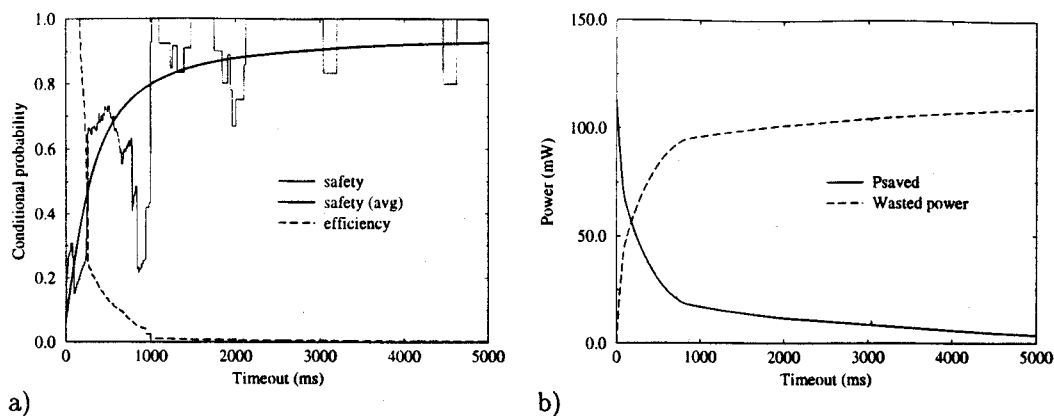 1.0
0.8
0.6
0.4
0.2
0.0
Conditional probability
safety
safety (avg)
efficiency
0 1000 2000 3000 4000 5000
Timeout (ms)
a)
150.0
100.0
50.0
0.0
Power (mW)
Psaved
Wasted power
0 1000 2000 3000 4000 5000
Timeout (ms)
b)